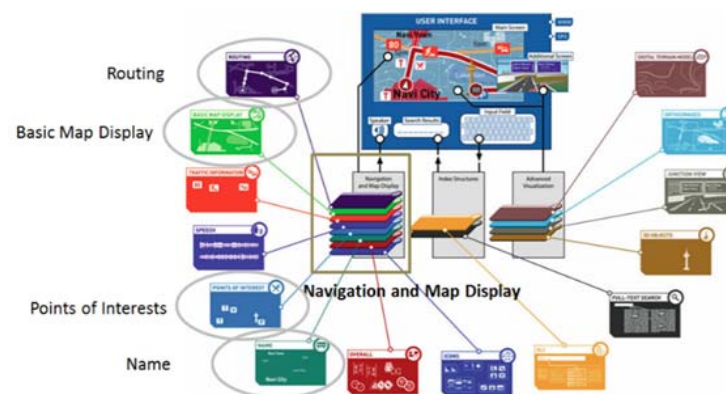 USER INTERFACE
Main Screen
Navi Town
80
Additional Screen
Navi City
Speaker
Search Results
Input Field
Routing
ROUTING
Basic Map Display
BASIC MAP DISPLAY
TRAFFIC INFORMATION
SPEECH
Points of Interests
POINTS OF INTEREST
Name
NAME
Navi City
Navigation
and Map Display
Index Structures
Advanced
Visualization
Navigation and Map Display
DIGITAL TERRAIN MODEL
ORTHOIMAGES
JUNCTION VIEW
3D OBJECTS
FULL-TEXT SEARCH
OVERALL
ICONS